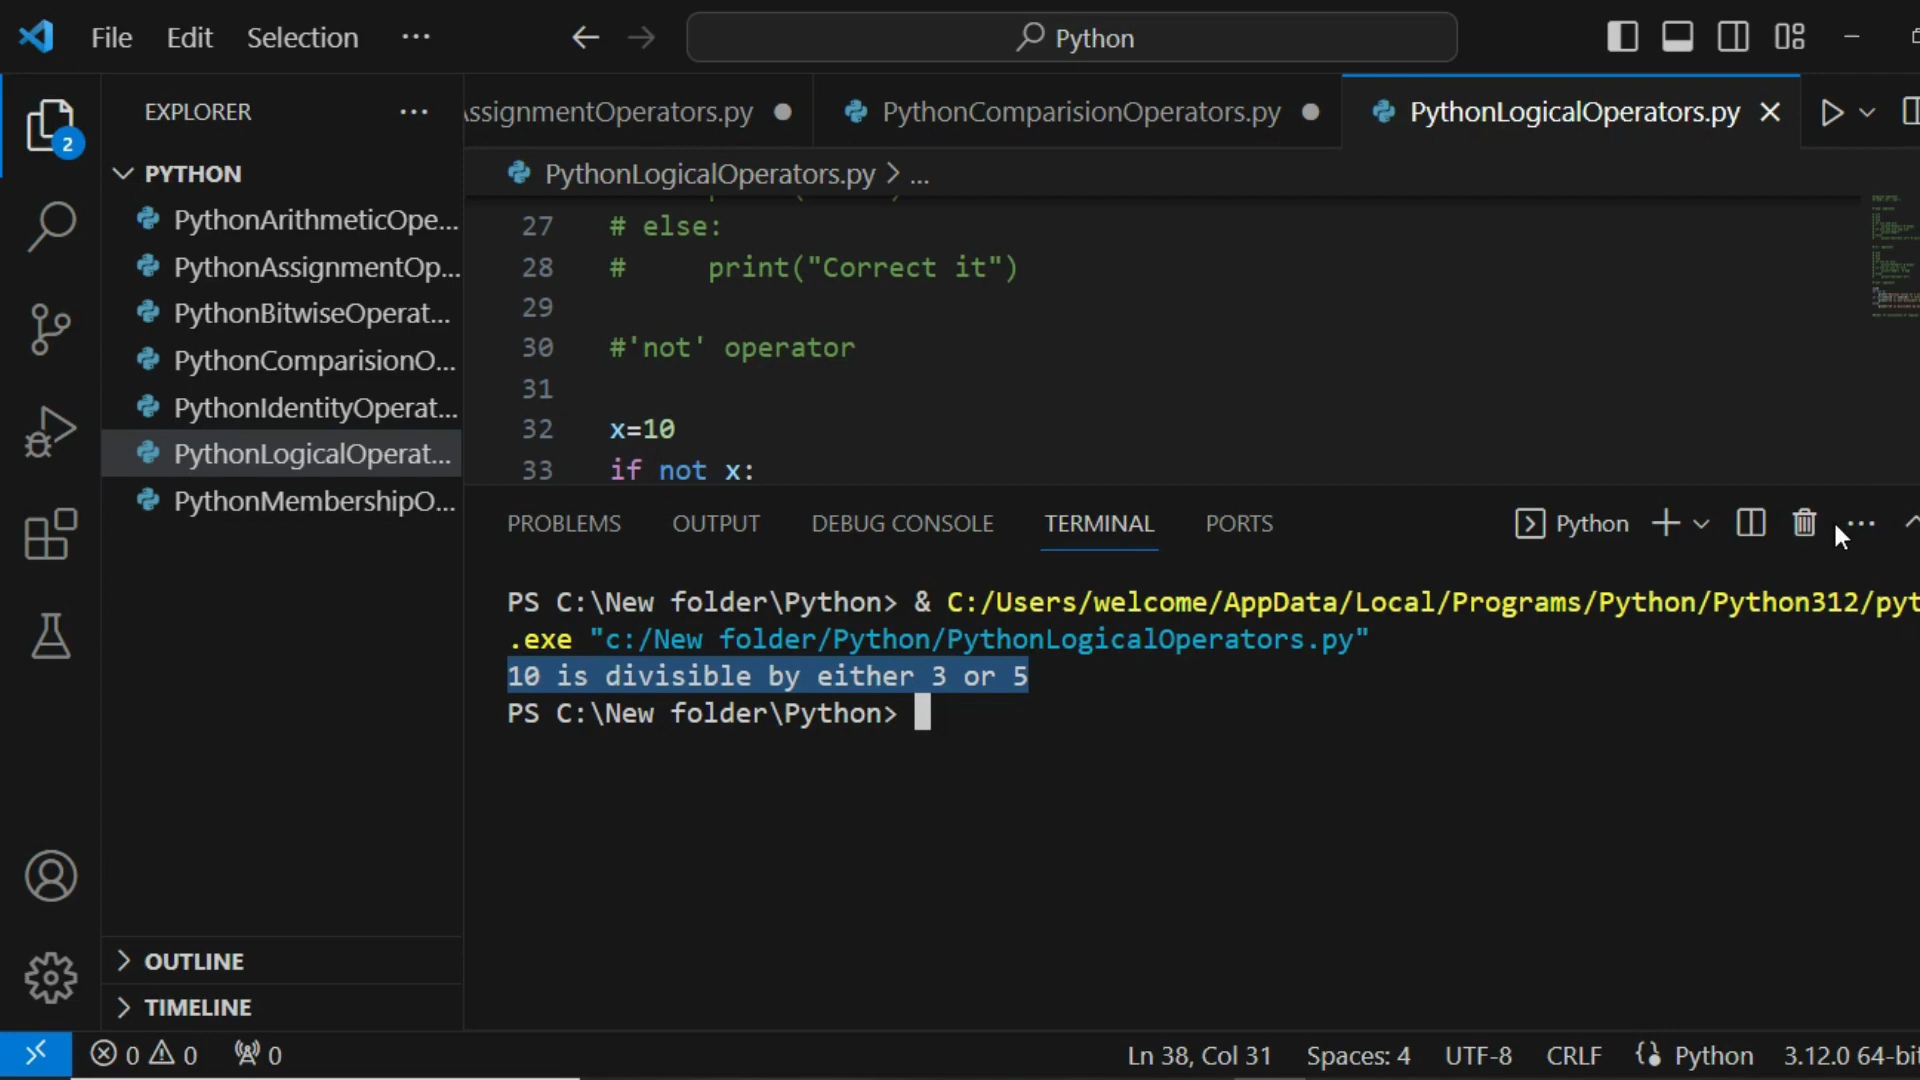 File Edit Selection ...
Python
EXPLORER ...
ssignmentOperators.py
PythonComparisionOperators.py
PythonLogicalOperators.py
PYTHON
PythonArithmeticOpe...
PythonAssignmentOp...
PythonBitwiseOperat...
PythonComparisionO...
PythonIdentityOperat...
PythonLogicalOperat...
PythonMembershipO...
2
OUTLINE
TIMELINE
PythonLogicalOperators.py > ...
27 # else:
28 #     print("Correct it")
29
30 #'not' operator
31
32 x=10
33 if not x:
PROBLEMS OUTPUT DEBUG CONSOLE TERMINAL PORTS
Python
PS C:\New folder\Python> & C:/Users/welcome/AppData/Local/Programs/Python/Python312/pyt
.exe "c:/New folder/Python/PythonLogicalOperators.py"
10 is divisible by either 3 or 5
PS C:\New folder\Python>
0 0 0
Ln 38, Col 31 Spaces: 4 UTF-8 CRLF Python 3.12.0 64-bit